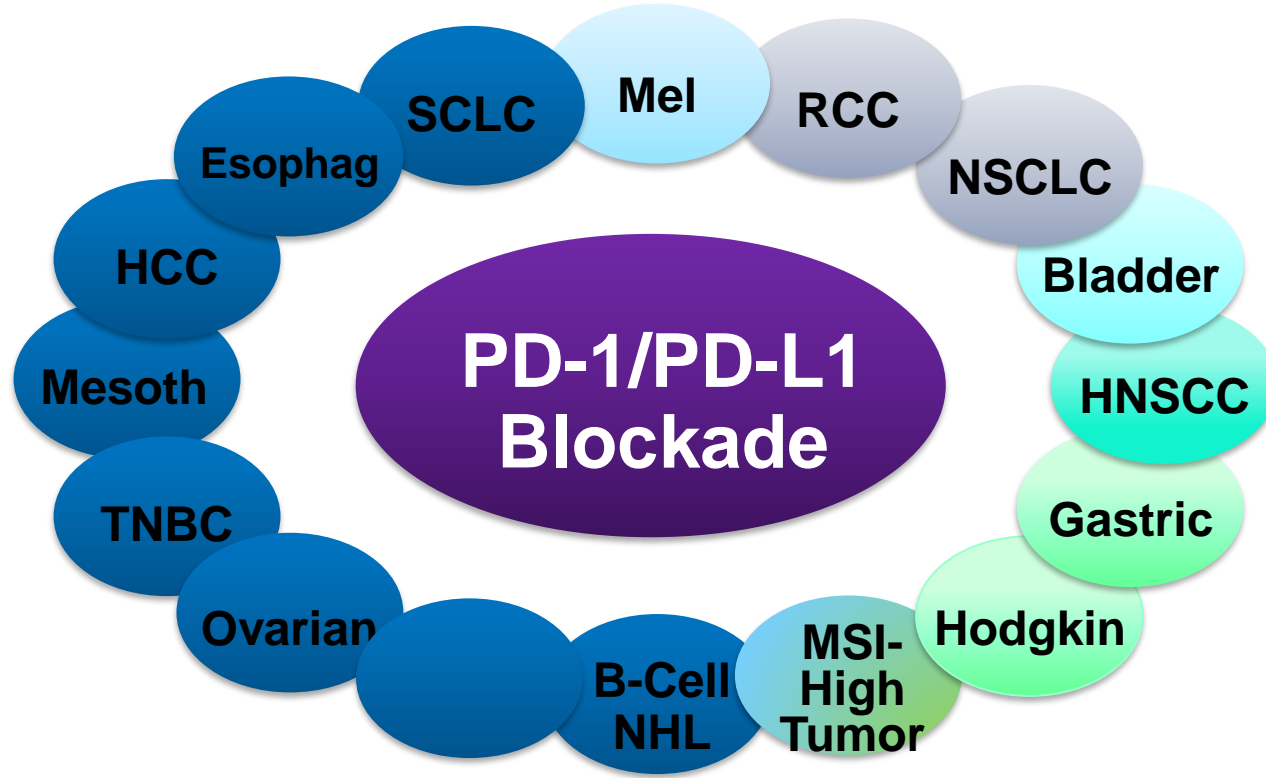 Mel
RCC
NSCLC
Bladder
HNSCC
Gastric
Hodgkin
MSI-
High
Tumor
B-Cell
NHL
Ovarian
TNBC
Mesoth
HCC
Esophag
SCLC
PD-1/PD-L1
Blockade